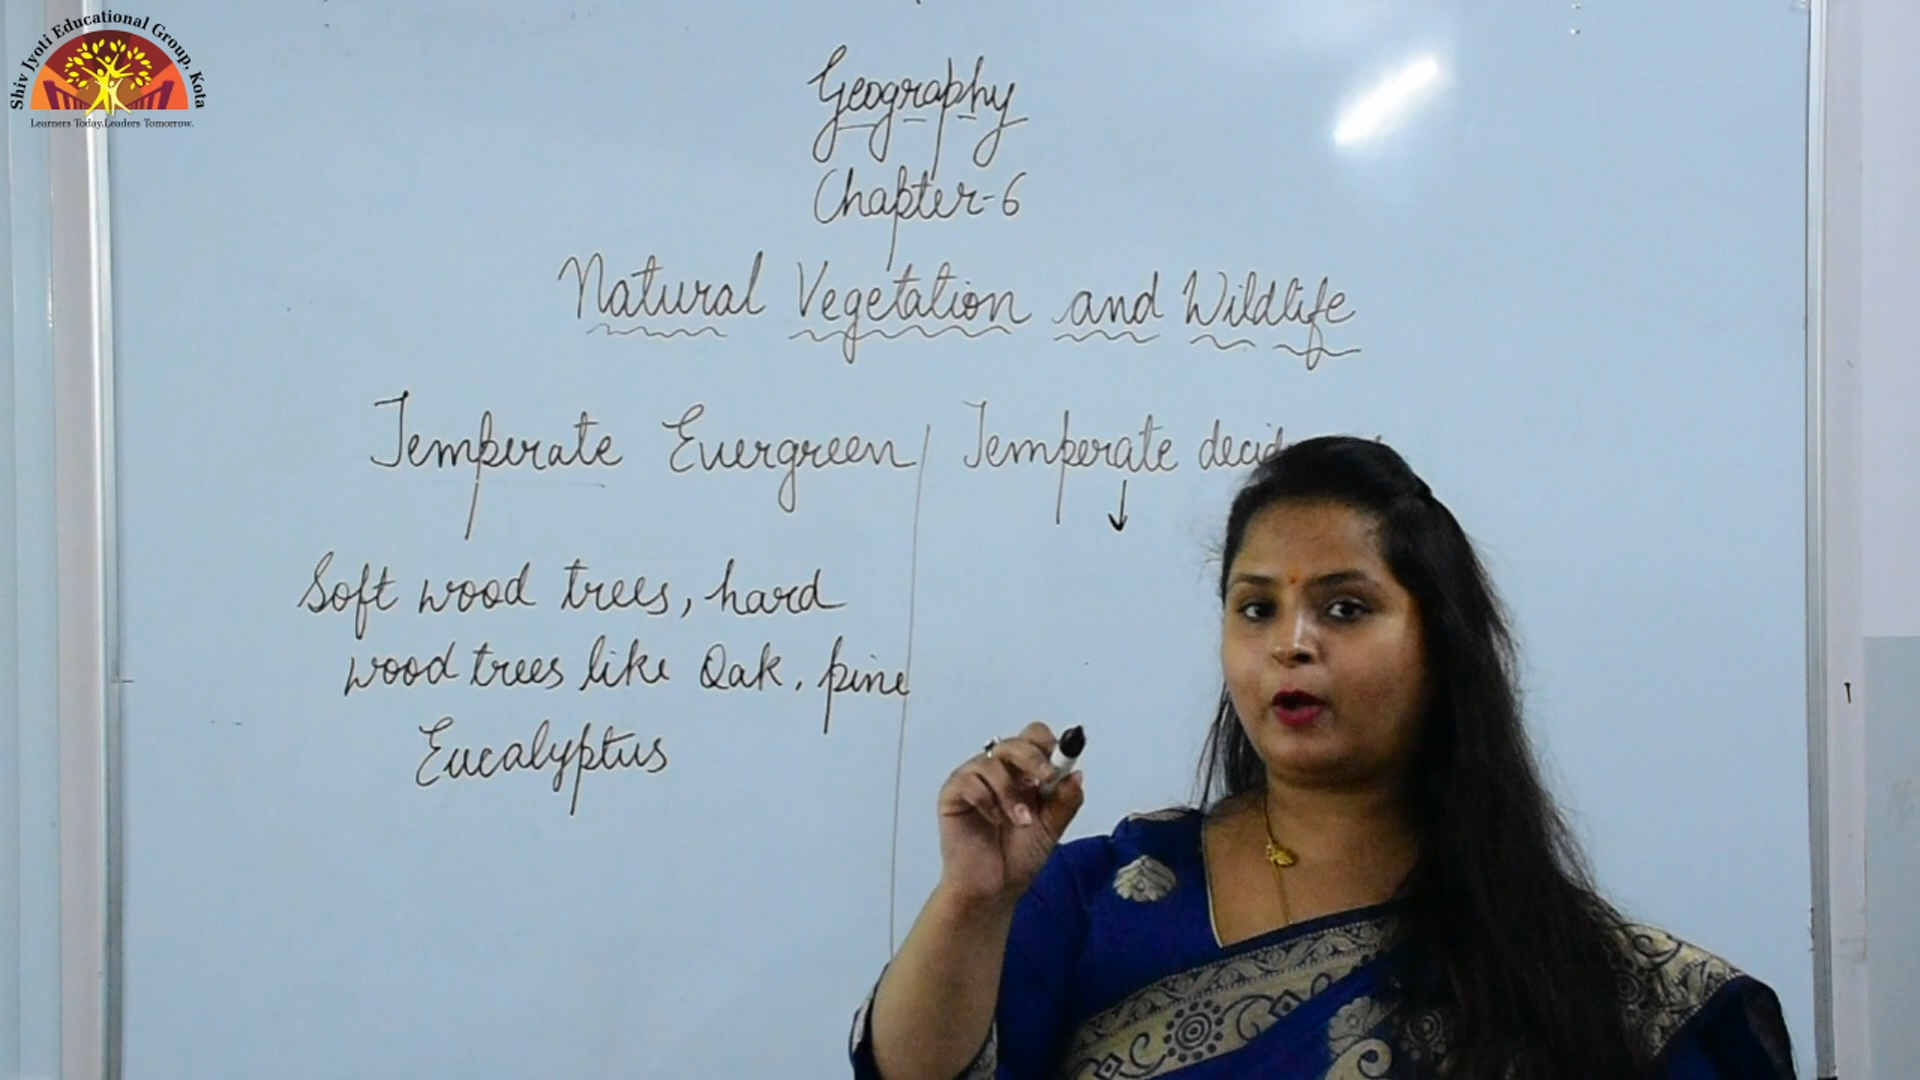 Shiv Jyoti Educational Group, Kota
Learners Today.Leaders Tomorrow.
Geography
Chapter-6
Natural Vegetation and Wildlife
Temperate Evergreen / Temperate decid
Soft wood trees, hard
wood trees like Oak, pine
Eucalyptus